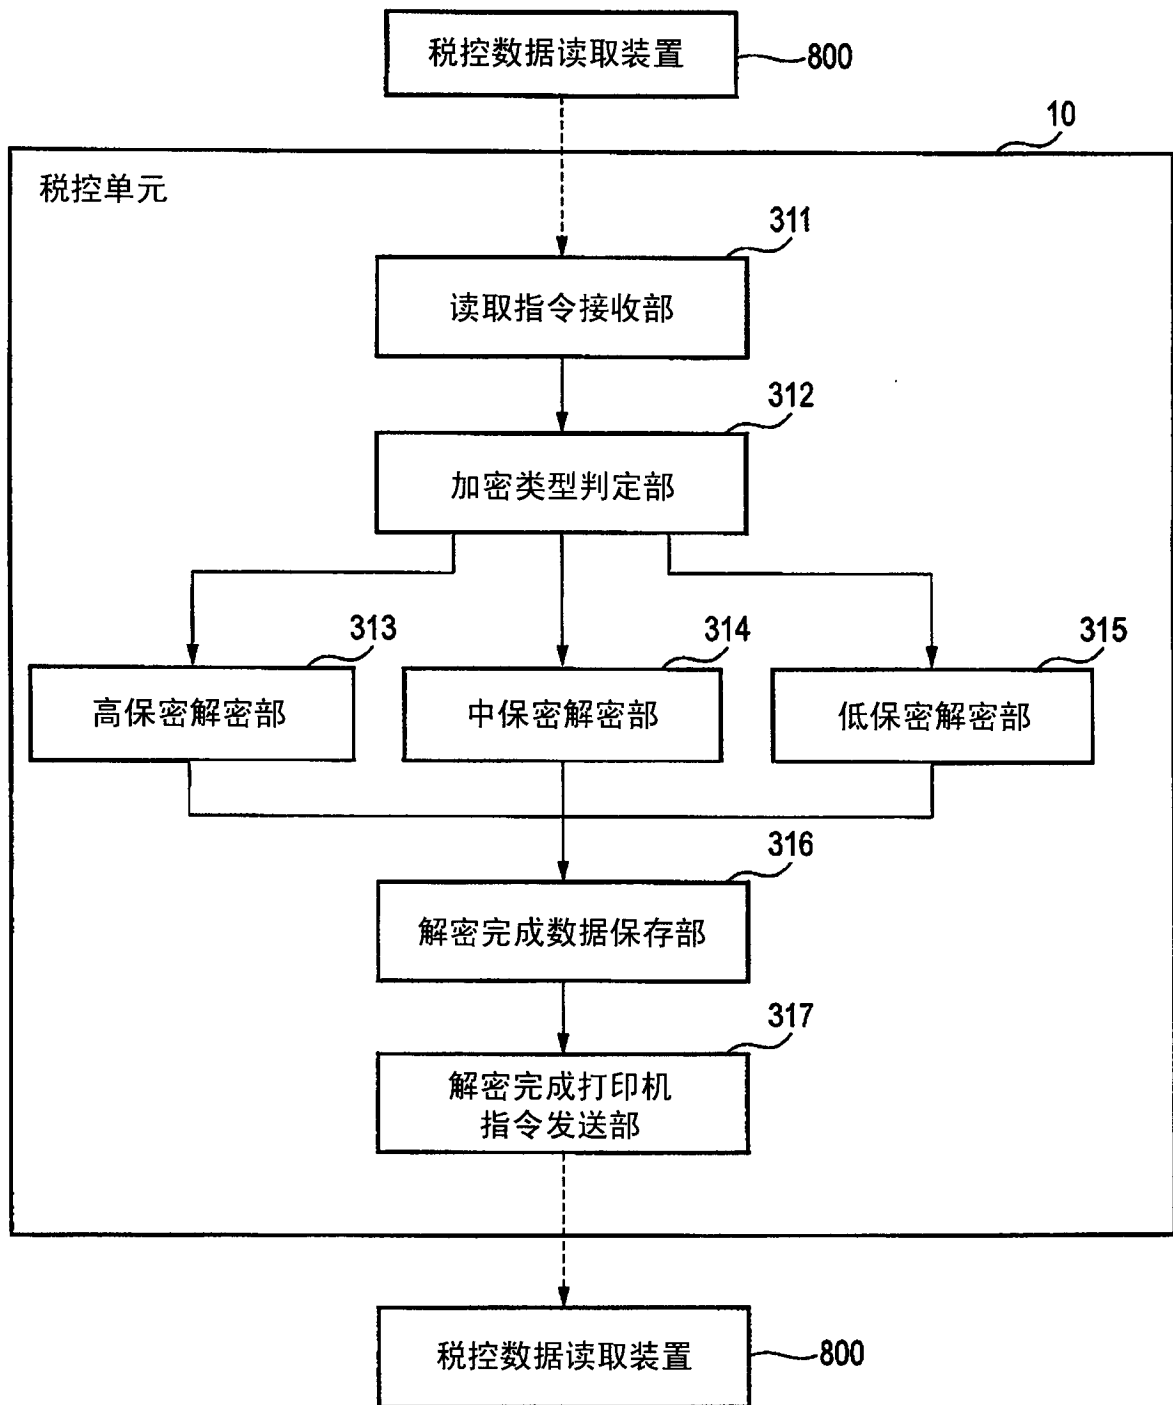 税控数据读取装置
800
10
税控单元
311
读取指令接收部
312
加密类型判定部
313
314
315
高保密解密部
中保密解密部
低保密解密部
316
解密完成数据保存部
317
解密完成打印机
指令发送部
税控数据读取装置
800